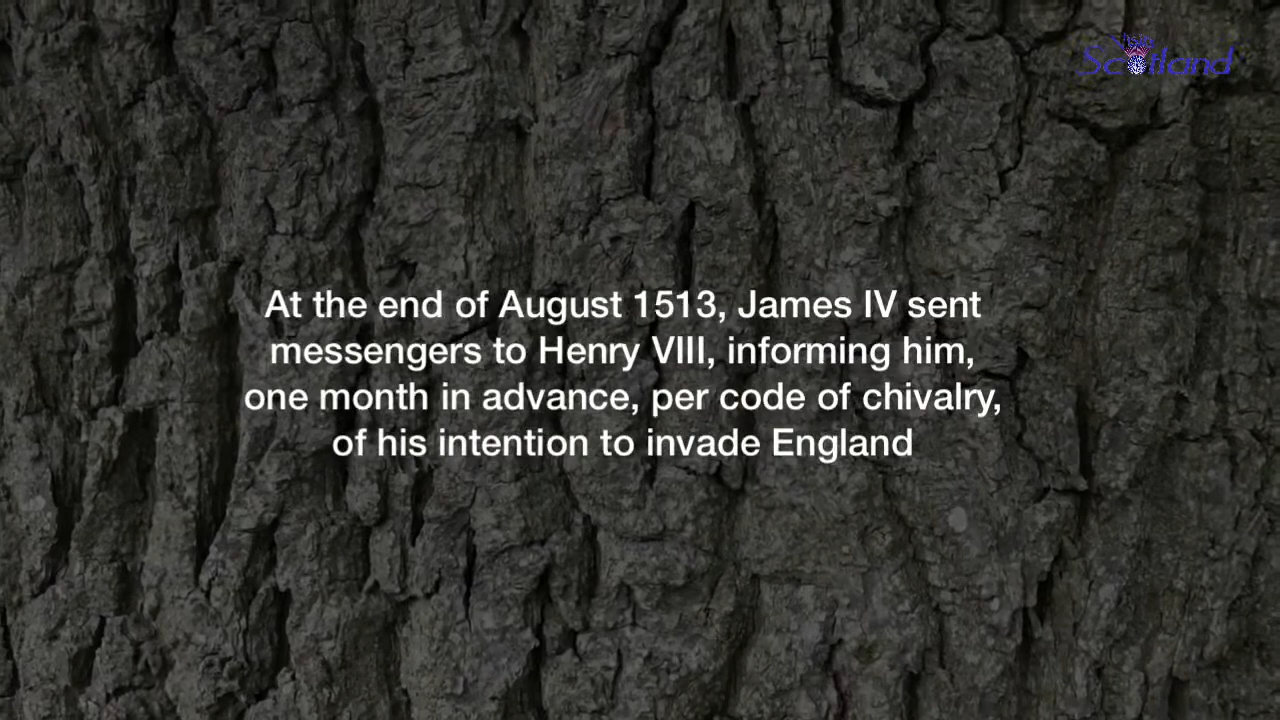 Visit
Scotland
At the end of August 1513, James IV sent
messengers to Henry VIII, informing him,
one month in advance, per code of chivalry,
of his intention to invade England